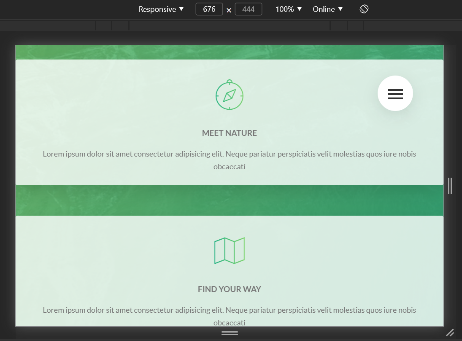 Responsive ▼ 676 × 444 100% ▼ Online ▼
MEET NATURE
Lorem ipsum dolor sit amet consectetur adipisicing elit. Neque pariatur perspiciatis velit molestias quos iure nobis
obcaecati
FIND YOUR WAY
Lorem ipsum dolor sit amet consectetur adipisicing elit. Neque pariatur perspiciatis velit molestias quos iure nobis
obcaecati